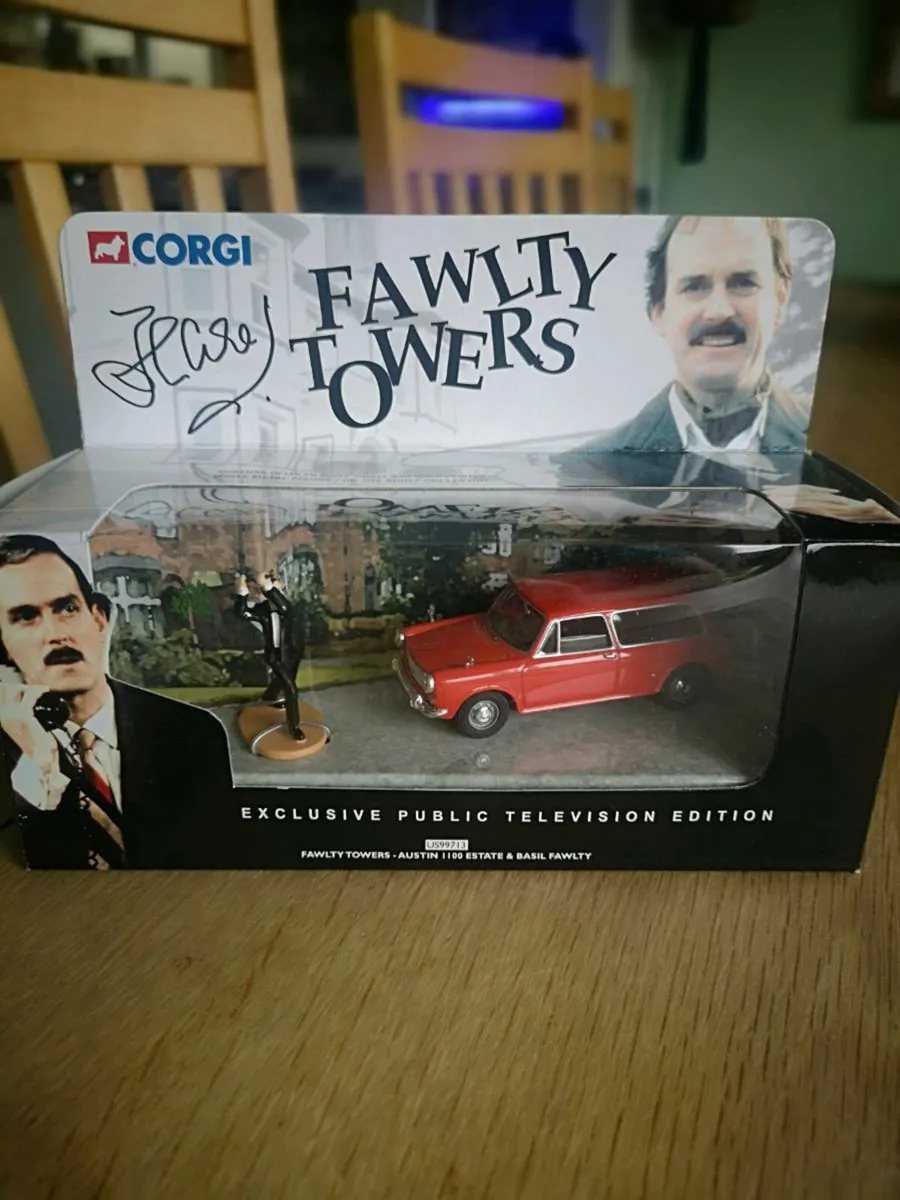 CORGI
FAWLTY
TOWERS
EXCLUSIVE PUBLIC TELEVISION EDITION
US99713
FAWLTY TOWERS - AUSTIN 1100 ESTATE & BASIL FAWLTY